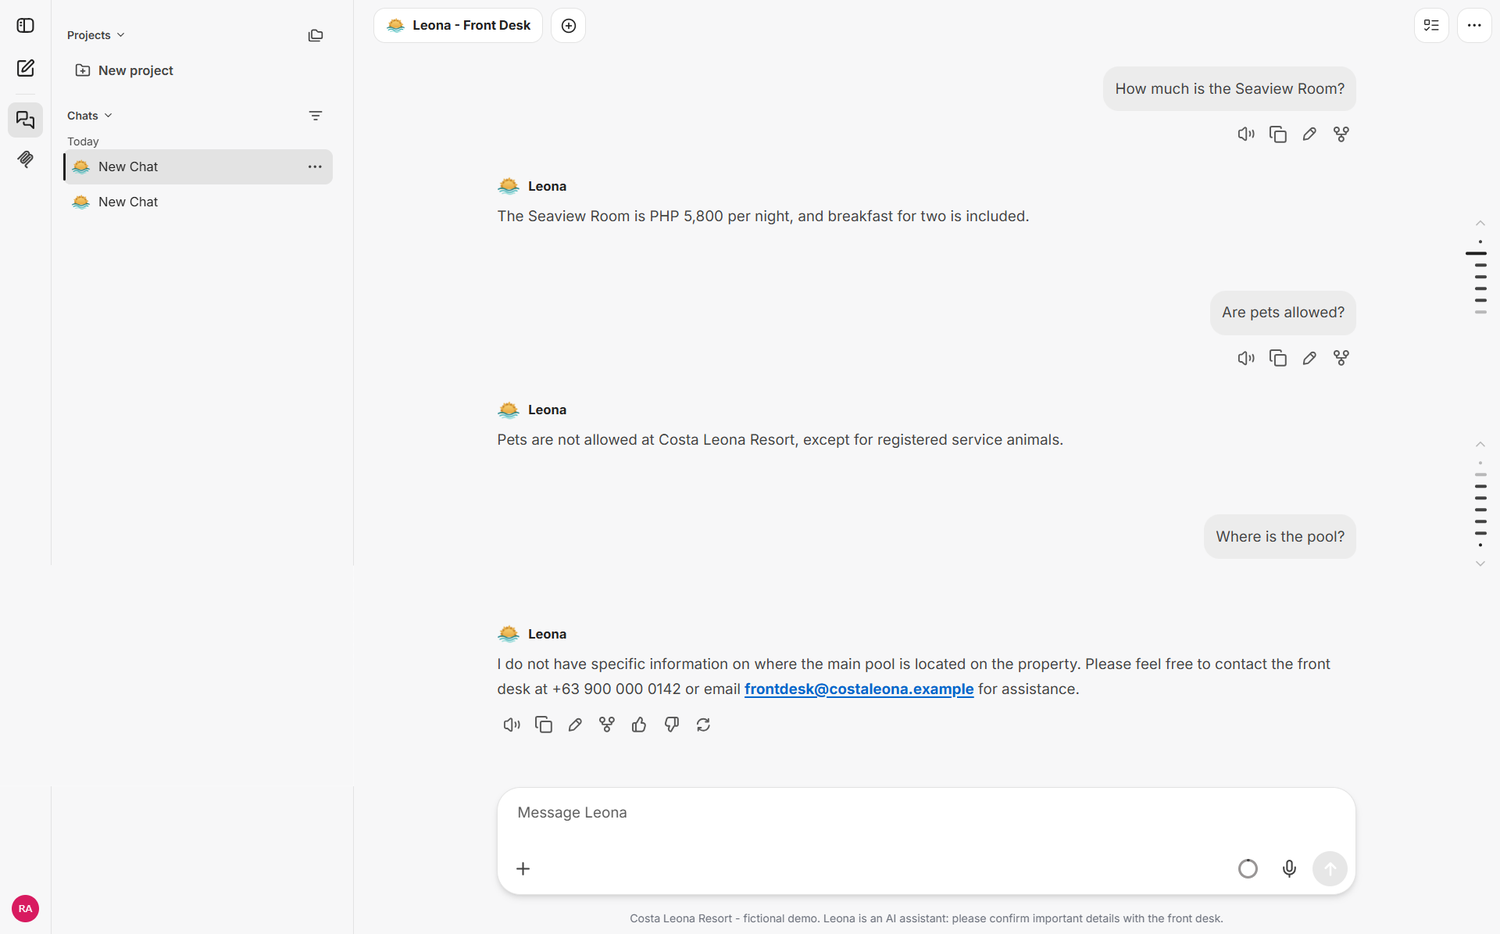 Projects
New project
Chats
Today
New Chat
New Chat
RA
Leona - Front Desk
How much is the Seaview Room?
Leona
The Seaview Room is PHP 5,800 per night, and breakfast for two is included.
Are pets allowed?
Leona
Pets are not allowed at Costa Leona Resort, except for registered service animals.
Where is the pool?
Leona
I do not have specific information on where the main pool is located on the property. Please feel free to contact the front
desk at +63 900 000 0142 or email frontdesk@costaleona.example for assistance.
Message Leona
Costa Leona Resort - fictional demo. Leona is an AI assistant: please confirm important details with the front desk.